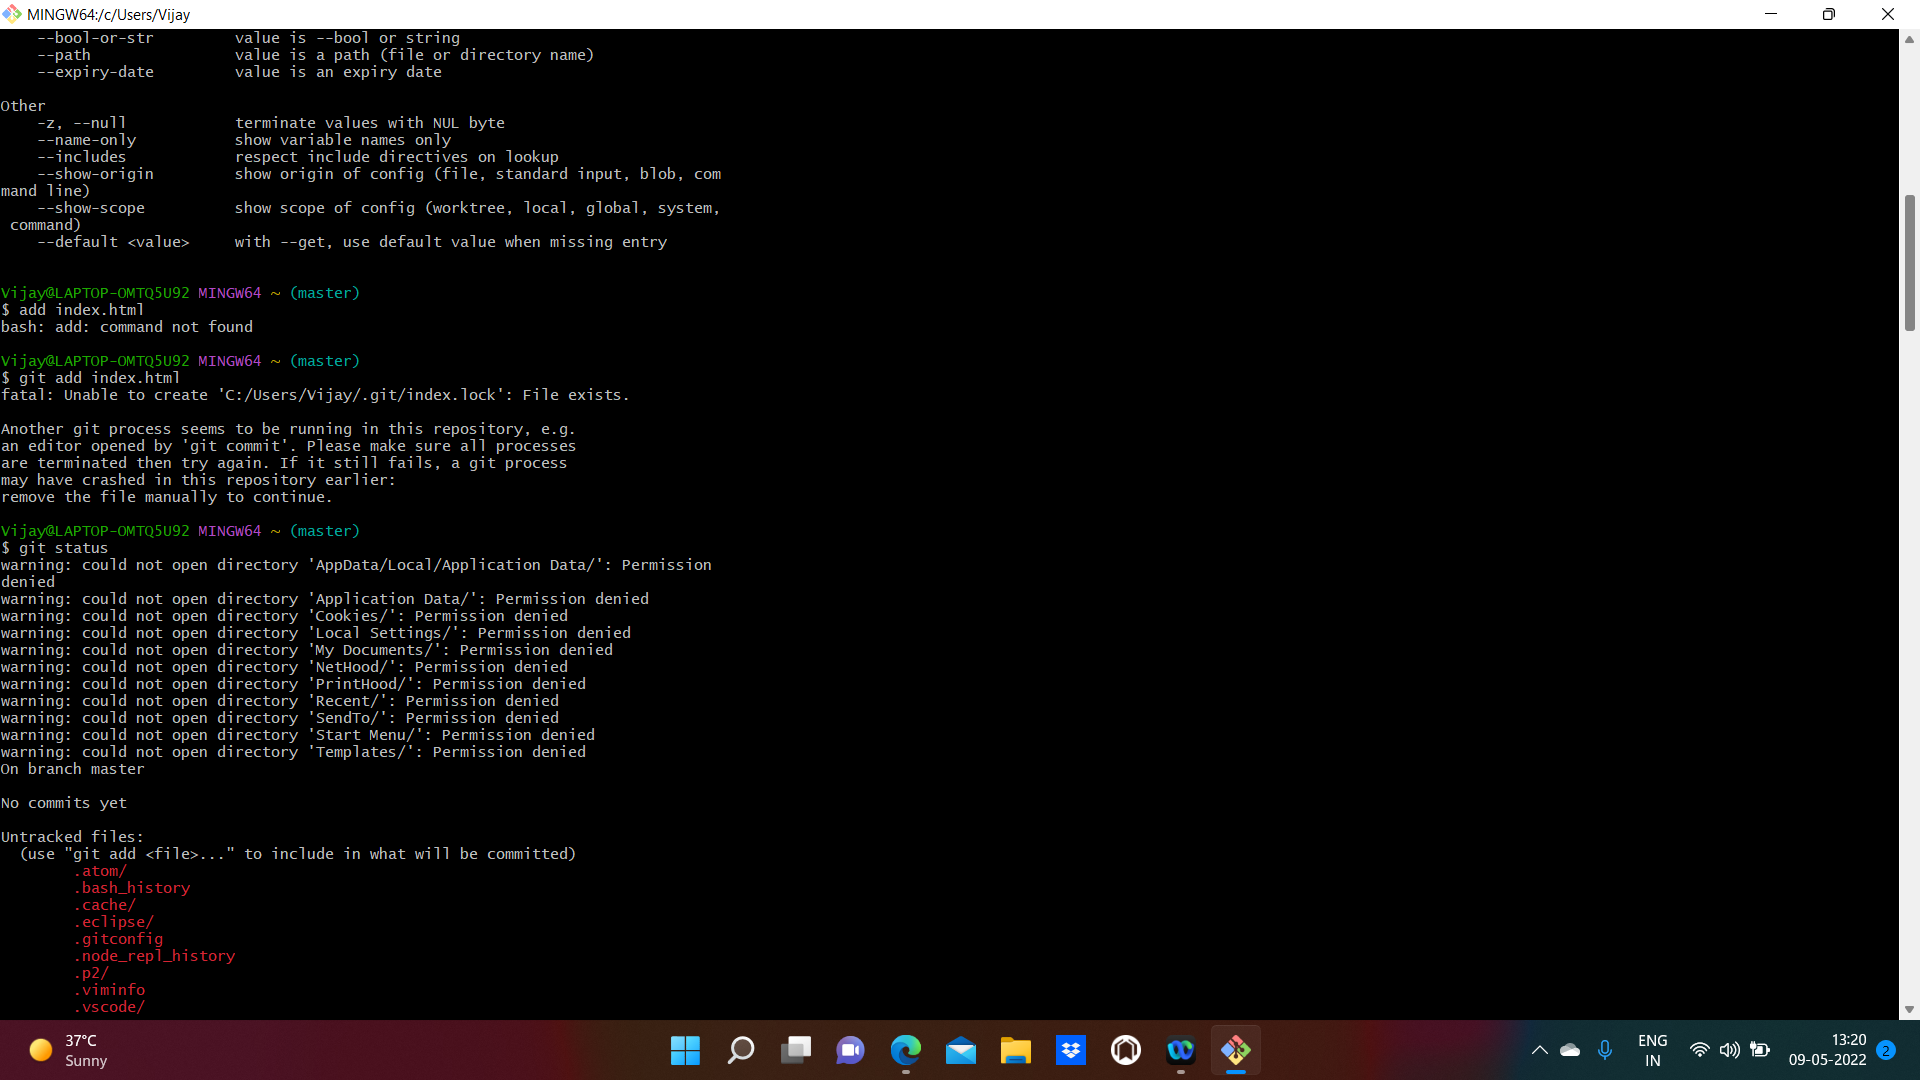 MINGW64:/c/Users/Vijay
    --bool-or-str         value is --bool or string
    --path                value is a path (file or directory name)
    --expiry-date         value is an expiry date

Other
    -z, --null            terminate values with NUL byte
    --name-only           show variable names only
    --includes            respect include directives on lookup
    --show-origin         show origin of config (file, standard input, blob, com
mand line)
    --show-scope          show scope of config (worktree, local, global, system,
 command)
    --default <value>     with --get, use default value when missing entry

Vijay@LAPTOP-OMTQ5U92 MINGW64 ~ (master)
$ add index.html
bash: add: command not found

Vijay@LAPTOP-OMTQ5U92 MINGW64 ~ (master)
$ git add index.html
fatal: Unable to create 'C:/Users/Vijay/.git/index.lock': File exists.

Another git process seems to be running in this repository, e.g.
an editor opened by 'git commit'. Please make sure all processes
are terminated then try again. If it still fails, a git process
may have crashed in this repository earlier:
remove the file manually to continue.

Vijay@LAPTOP-OMTQ5U92 MINGW64 ~ (master)
$ git status
warning: could not open directory 'AppData/Local/Application Data/': Permission
denied
warning: could not open directory 'Application Data/': Permission denied
warning: could not open directory 'Cookies/': Permission denied
warning: could not open directory 'Local Settings/': Permission denied
warning: could not open directory 'My Documents/': Permission denied
warning: could not open directory 'NetHood/': Permission denied
warning: could not open directory 'PrintHood/': Permission denied
warning: could not open directory 'Recent/': Permission denied
warning: could not open directory 'SendTo/': Permission denied
warning: could not open directory 'Start Menu/': Permission denied
warning: could not open directory 'Templates/': Permission denied
On branch master

No commits yet

Untracked files:
  (use "git add <file>..." to include in what will be committed)
        .atom/
        .bash_history
        .cache/
        .eclipse/
        .gitconfig
        .node_repl_history
        .p2/
        .viminfo
        .vscode/
37°C
Sunny
ENG
IN
13:20
09-05-2022
2